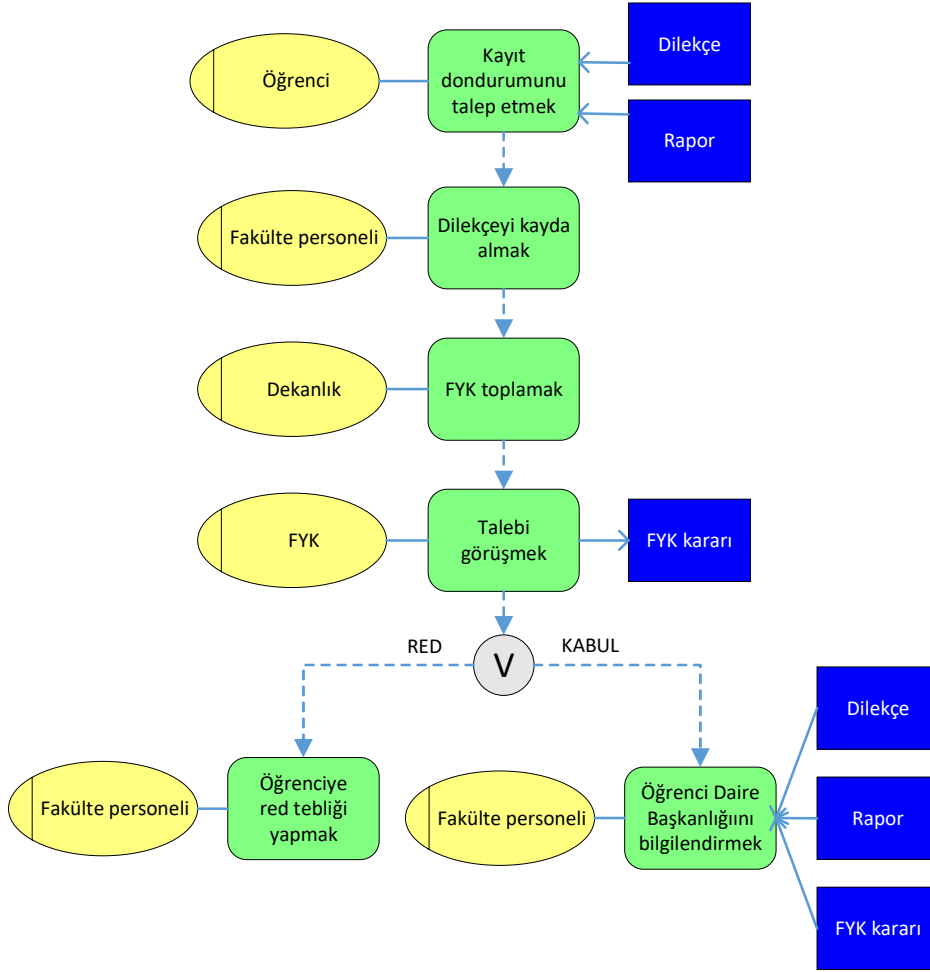 Öğrenci
Kayıt
dondurumunu
talep etmek
Dilekçe
Rapor
Fakülte personeli
Dilekçeyi kayda
almak
Dekanlık
FYK toplamak
FYK
Talebi
görüşmek
FYK kararı
RED
V
KABUL
Fakülte personeli
Öğrenciye
red tebliği
yapmak
Fakülte personeli
Öğrenci Daire
Başkanlığıını
bilgilendirmek
Dilekçe
Rapor
FYK kararı